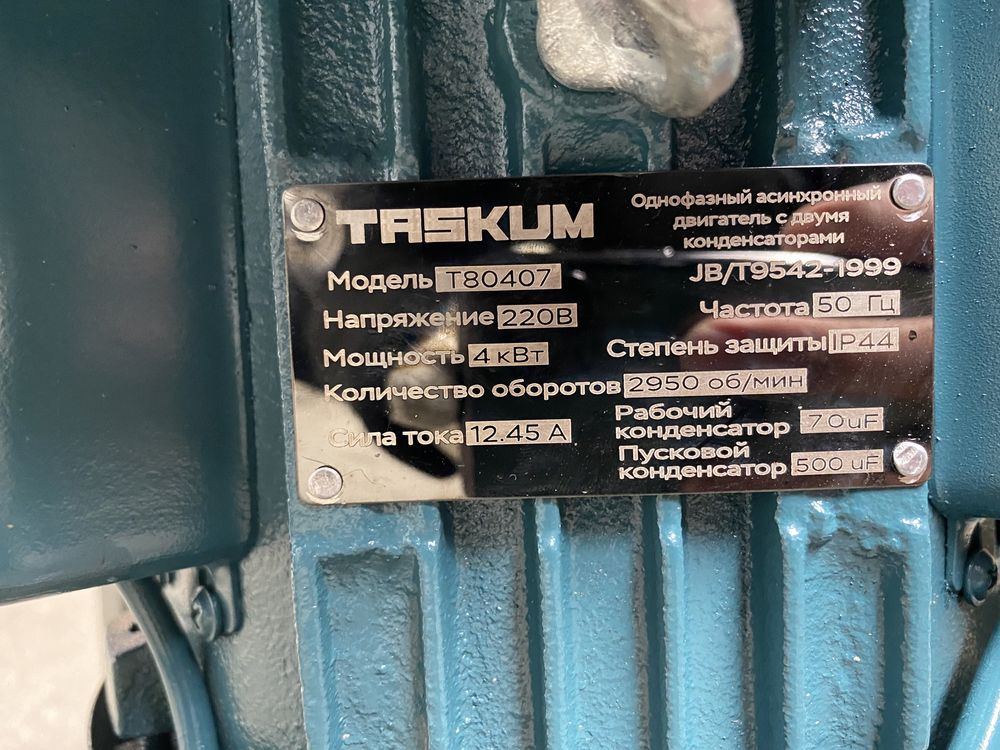 TASKUM
Однофазный асинхронный
двигатель с двумя
конденсаторами
JB/T9542-1999
Модель T80407
Напряжение 220В
Частота 50 Гц
Мощность 4 кВт
Степень защиты IP44
Количество оборотов 2950 об/мин
Сила тока 12.45 А
Рабочий
конденсатор 70uF
Пусковой
конденсатор 500 uF